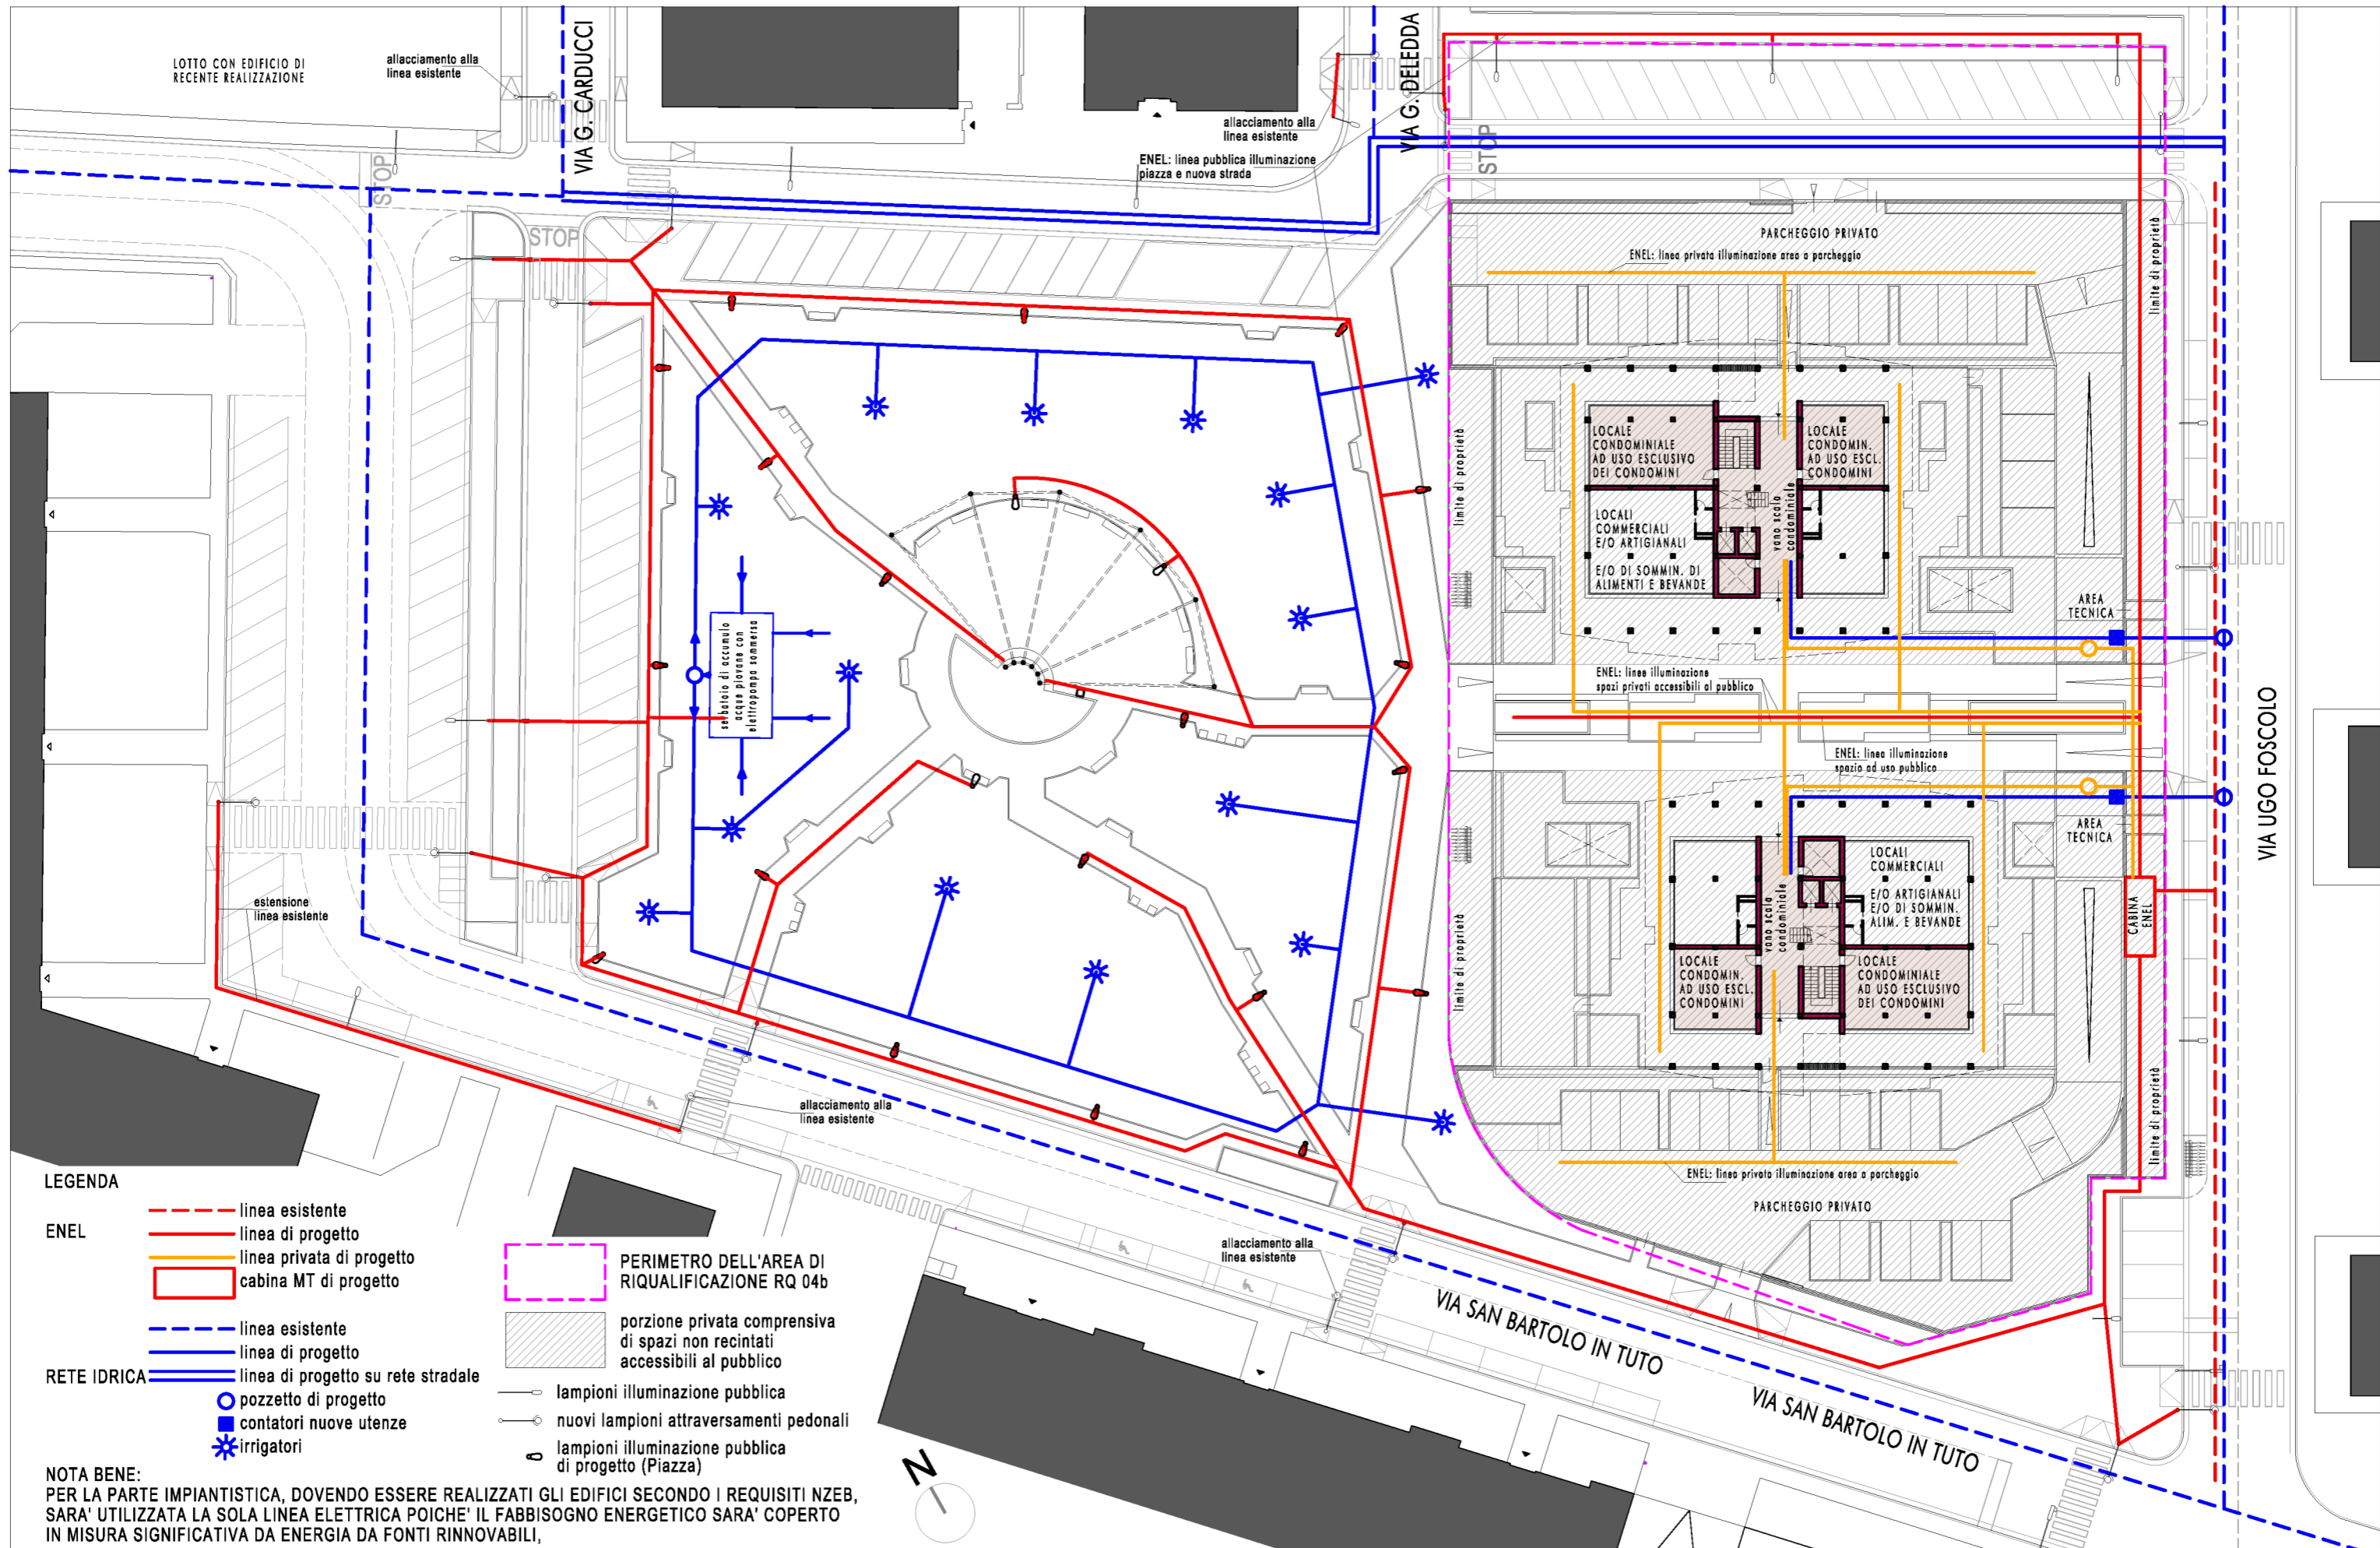 LOTTO CON EDIFICIO DI
RECENTE REALIZZAZIONE
allacciamento alla
linea esistente
VIA G. CARDUCCI
VIA G. DELEDDA
allacciamento alla
linea esistente
ENEL: linea pubblica illuminazione
piazza e nuova strada
STOP
STOP
STOP
PARCHEGGIO PRIVATO
ENEL: linea privata illuminazione area a parcheggio
limite di proprietà
limite di proprietà
LOCALE
CONDOMINIALE
AD USO ESCLUSIVO
DEI CONDOMINI
LOCALE
CONDOMIN.
AD USO ESCL.
CONDOMINI
LOCALI
COMMERCIALI
E/O ARTIGIANALI
E/O DI SOMMIN. DI
ALIMENTI E BEVANDE
vano scala
condominiale
AREA
TECNICA
serbatoio di accumulo
acque piovane con
elettropompa sommersa
ENEL: linee illuminazione
spazi privati accessibili al pubblico
ENEL: linea illuminazione
spazio ad uso pubblico
VIA UGO FOSCOLO
AREA
TECNICA
LOCALI
COMMERCIALI
E/O ARTIGIANALI
E/O DI SOMMIN.
ALIM. E BEVANDE
vano scala
condominiale
CABINA
ENEL
LOCALE
CONDOMIN.
AD USO ESCL.
CONDOMINI
LOCALE
CONDOMINIALE
AD USO ESCLUSIVO
DEI CONDOMINI
limite di proprietà
limite di proprietà
estensione
linea esistente
allacciamento alla
linea esistente
ENEL: linea privata illuminazione area a parcheggio
PARCHEGGIO PRIVATO
allacciamento alla
linea esistente
VIA SAN BARTOLO IN TUTO
VIA SAN BARTOLO IN TUTO
LEGENDA
ENEL
linea esistente
linea di progetto
linea privata di progetto
cabina MT di progetto
RETE IDRICA
linea esistente
linea di progetto
linea di progetto su rete stradale
pozzetto di progetto
contatori nuove utenze
irrigatori
PERIMETRO DELL'AREA DI
RIQUALIFICAZIONE RQ 04b
porzione privata comprensiva
di spazi non recintati
accessibili al pubblico
lampioni illuminazione pubblica
nuovi lampioni attraversamenti pedonali
lampioni illuminazione pubblica
di progetto (Piazza)
N
NOTA BENE:
PER LA PARTE IMPIANTISTICA, DOVENDO ESSERE REALIZZATI GLI EDIFICI SECONDO I REQUISITI NZEB,
SARA' UTILIZZATA LA SOLA LINEA ELETTRICA POICHE' IL FABBISOGNO ENERGETICO SARA' COPERTO
IN MISURA SIGNIFICATIVA DA ENERGIA DA FONTI RINNOVABILI,